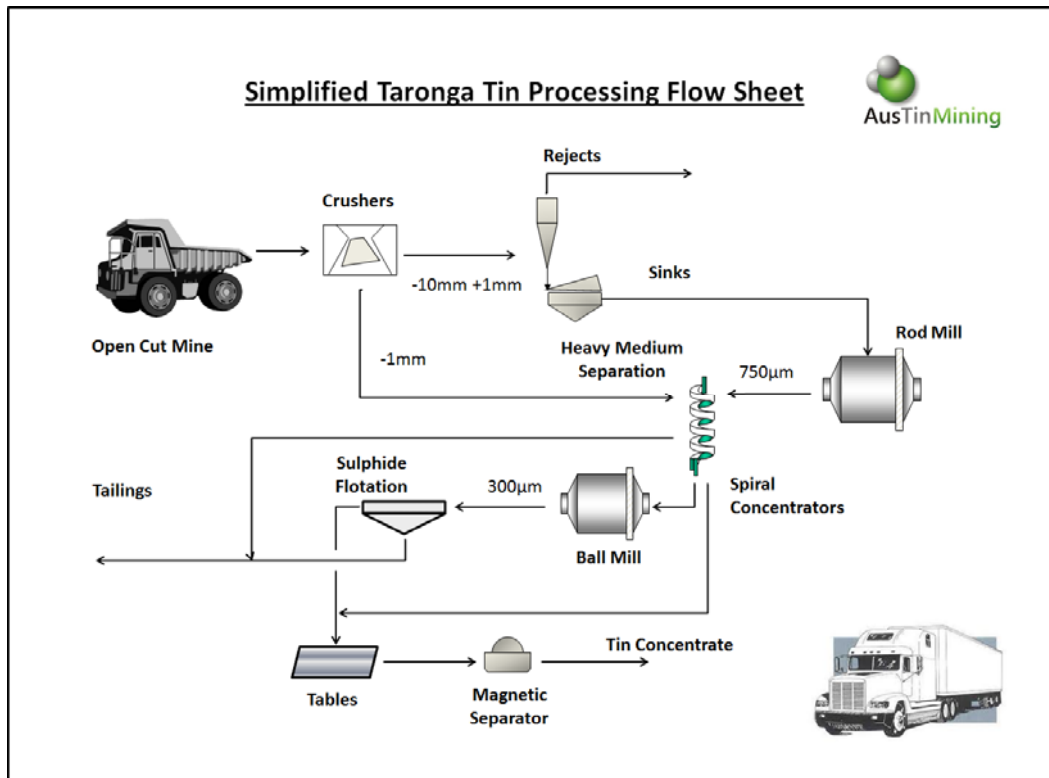 Simplified Taronga Tin Processing Flow Sheet
AusTinMining
Rejects
Crushers
-10mm +1mm
Sinks
Open Cut Mine
-1mm
Heavy Medium
Separation
Rod Mill
750µm
Tailings
Sulphide
Flotation
300µm
Spiral
Concentrators
Ball Mill
Tin Concentrate
Tables
Magnetic
Separator